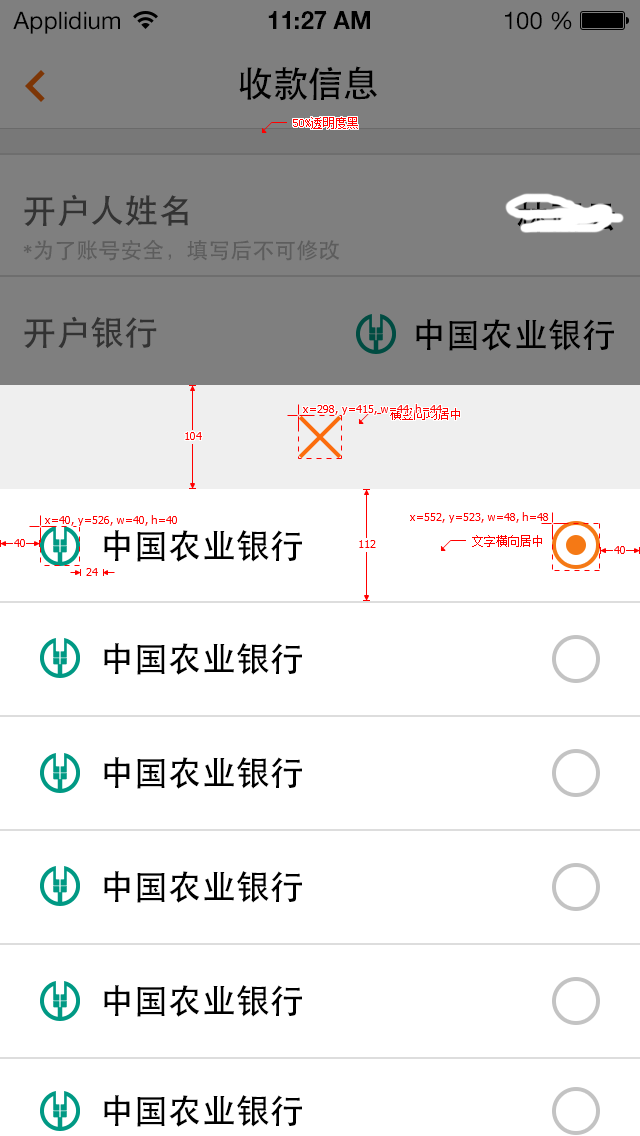 Applidium 11:27 AM 100 %
收款信息
50%透明度黑
开户人姓名
*为了账号安全，填写后不可修改
开户银行 中国农业银行
x=298, y=415, w=44, h=44
居中
104
x=40, y=526, w=40, h=40
x=552, y=523, w=48, h=48
40
中国农业银行
112
文字横向居中
40
24
中国农业银行
中国农业银行
中国农业银行
中国农业银行
中国农业银行